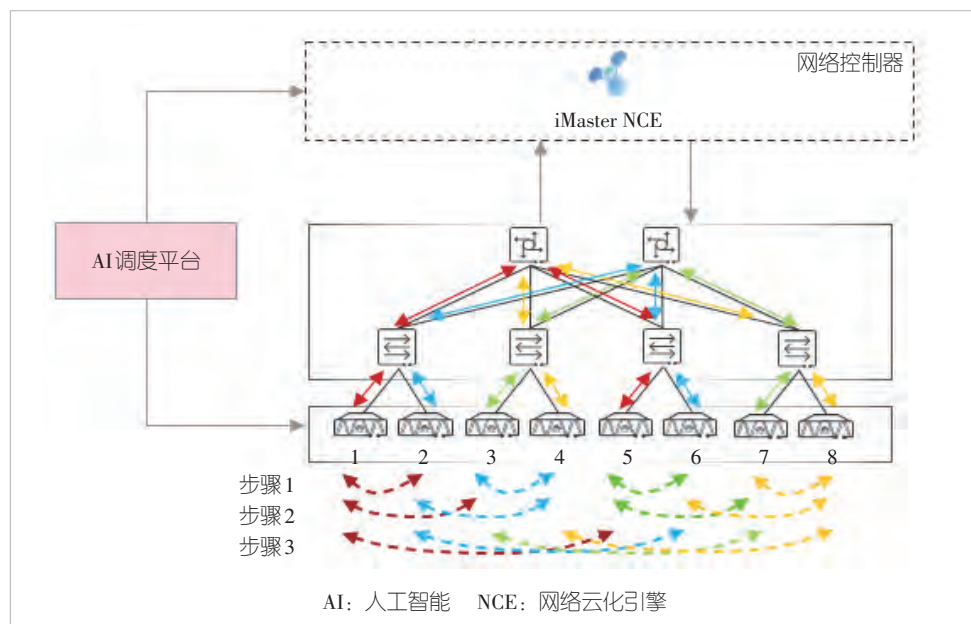 网络控制器
iMaster NCE
AI调度平台
1 2 3 4 5 6 7 8
步骤1
步骤2
步骤3
AI：人工智能 NCE：网络云化引擎